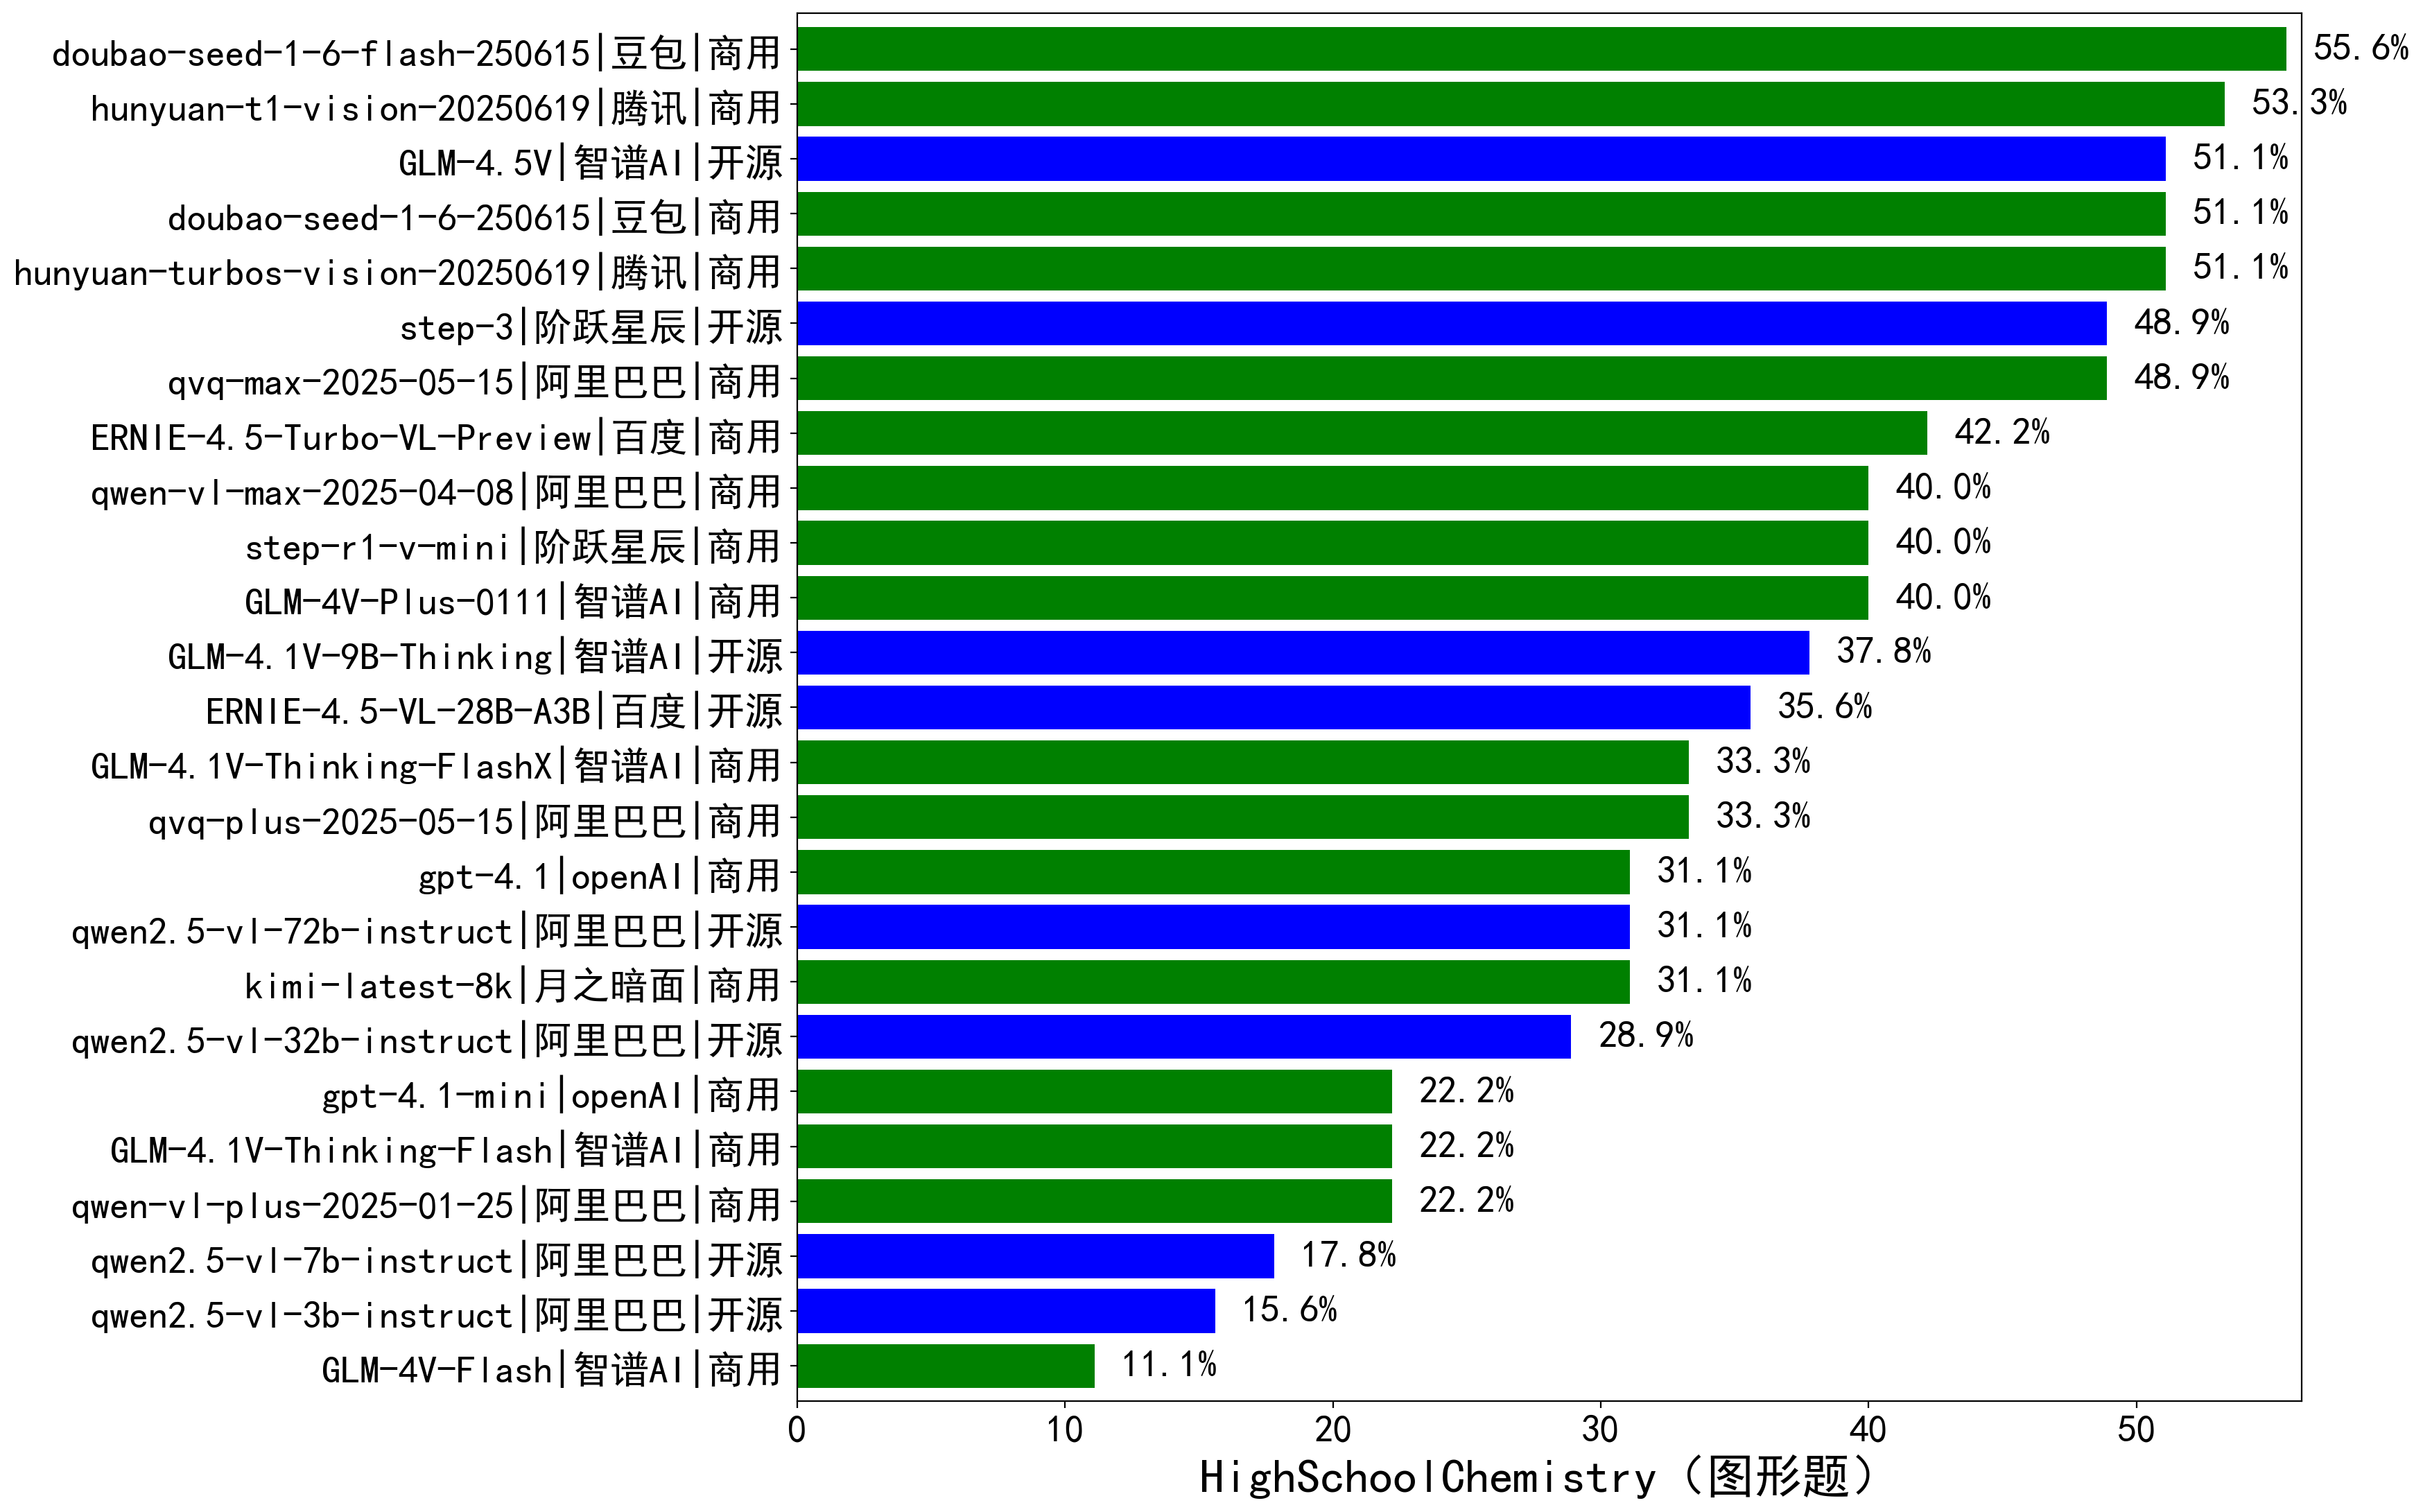 doubao-seed-1-6-flash-250615|豆包|商用 55.6%
hunyuan-t1-vision-20250619|腾讯|商用 53.3%
GLM-4.5V|智谱AI|开源 51.1%
doubao-seed-1-6-250615|豆包|商用 51.1%
hunyuan-turbos-vision-20250619|腾讯|商用 51.1%
step-3|阶跃星辰|开源 48.9%
qvq-max-2025-05-15|阿里巴巴|商用 48.9%
ERNIE-4.5-Turbo-VL-Preview|百度|商用 42.2%
qwen-vl-max-2025-04-08|阿里巴巴|商用 40.0%
step-r1-v-mini|阶跃星辰|商用 40.0%
GLM-4V-Plus-0111|智谱AI|商用 40.0%
GLM-4.1V-9B-Thinking|智谱AI|开源 37.8%
ERNIE-4.5-VL-28B-A3B|百度|开源 35.6%
GLM-4.1V-Thinking-FlashX|智谱AI|商用 33.3%
qvq-plus-2025-05-15|阿里巴巴|商用 33.3%
gpt-4.1|openAI|商用 31.1%
qwen2.5-vl-72b-instruct|阿里巴巴|开源 31.1%
kimi-latest-8k|月之暗面|商用 31.1%
qwen2.5-vl-32b-instruct|阿里巴巴|开源 28.9%
gpt-4.1-mini|openAI|商用 22.2%
GLM-4.1V-Thinking-Flash|智谱AI|商用 22.2%
qwen-vl-plus-2025-01-25|阿里巴巴|商用 22.2%
qwen2.5-vl-7b-instruct|阿里巴巴|开源 17.8%
qwen2.5-vl-3b-instruct|阿里巴巴|开源 15.6%
GLM-4V-Flash|智谱AI|商用 11.1%
0 10 20 30 40 50
HighSchoolChemistry（图形题）